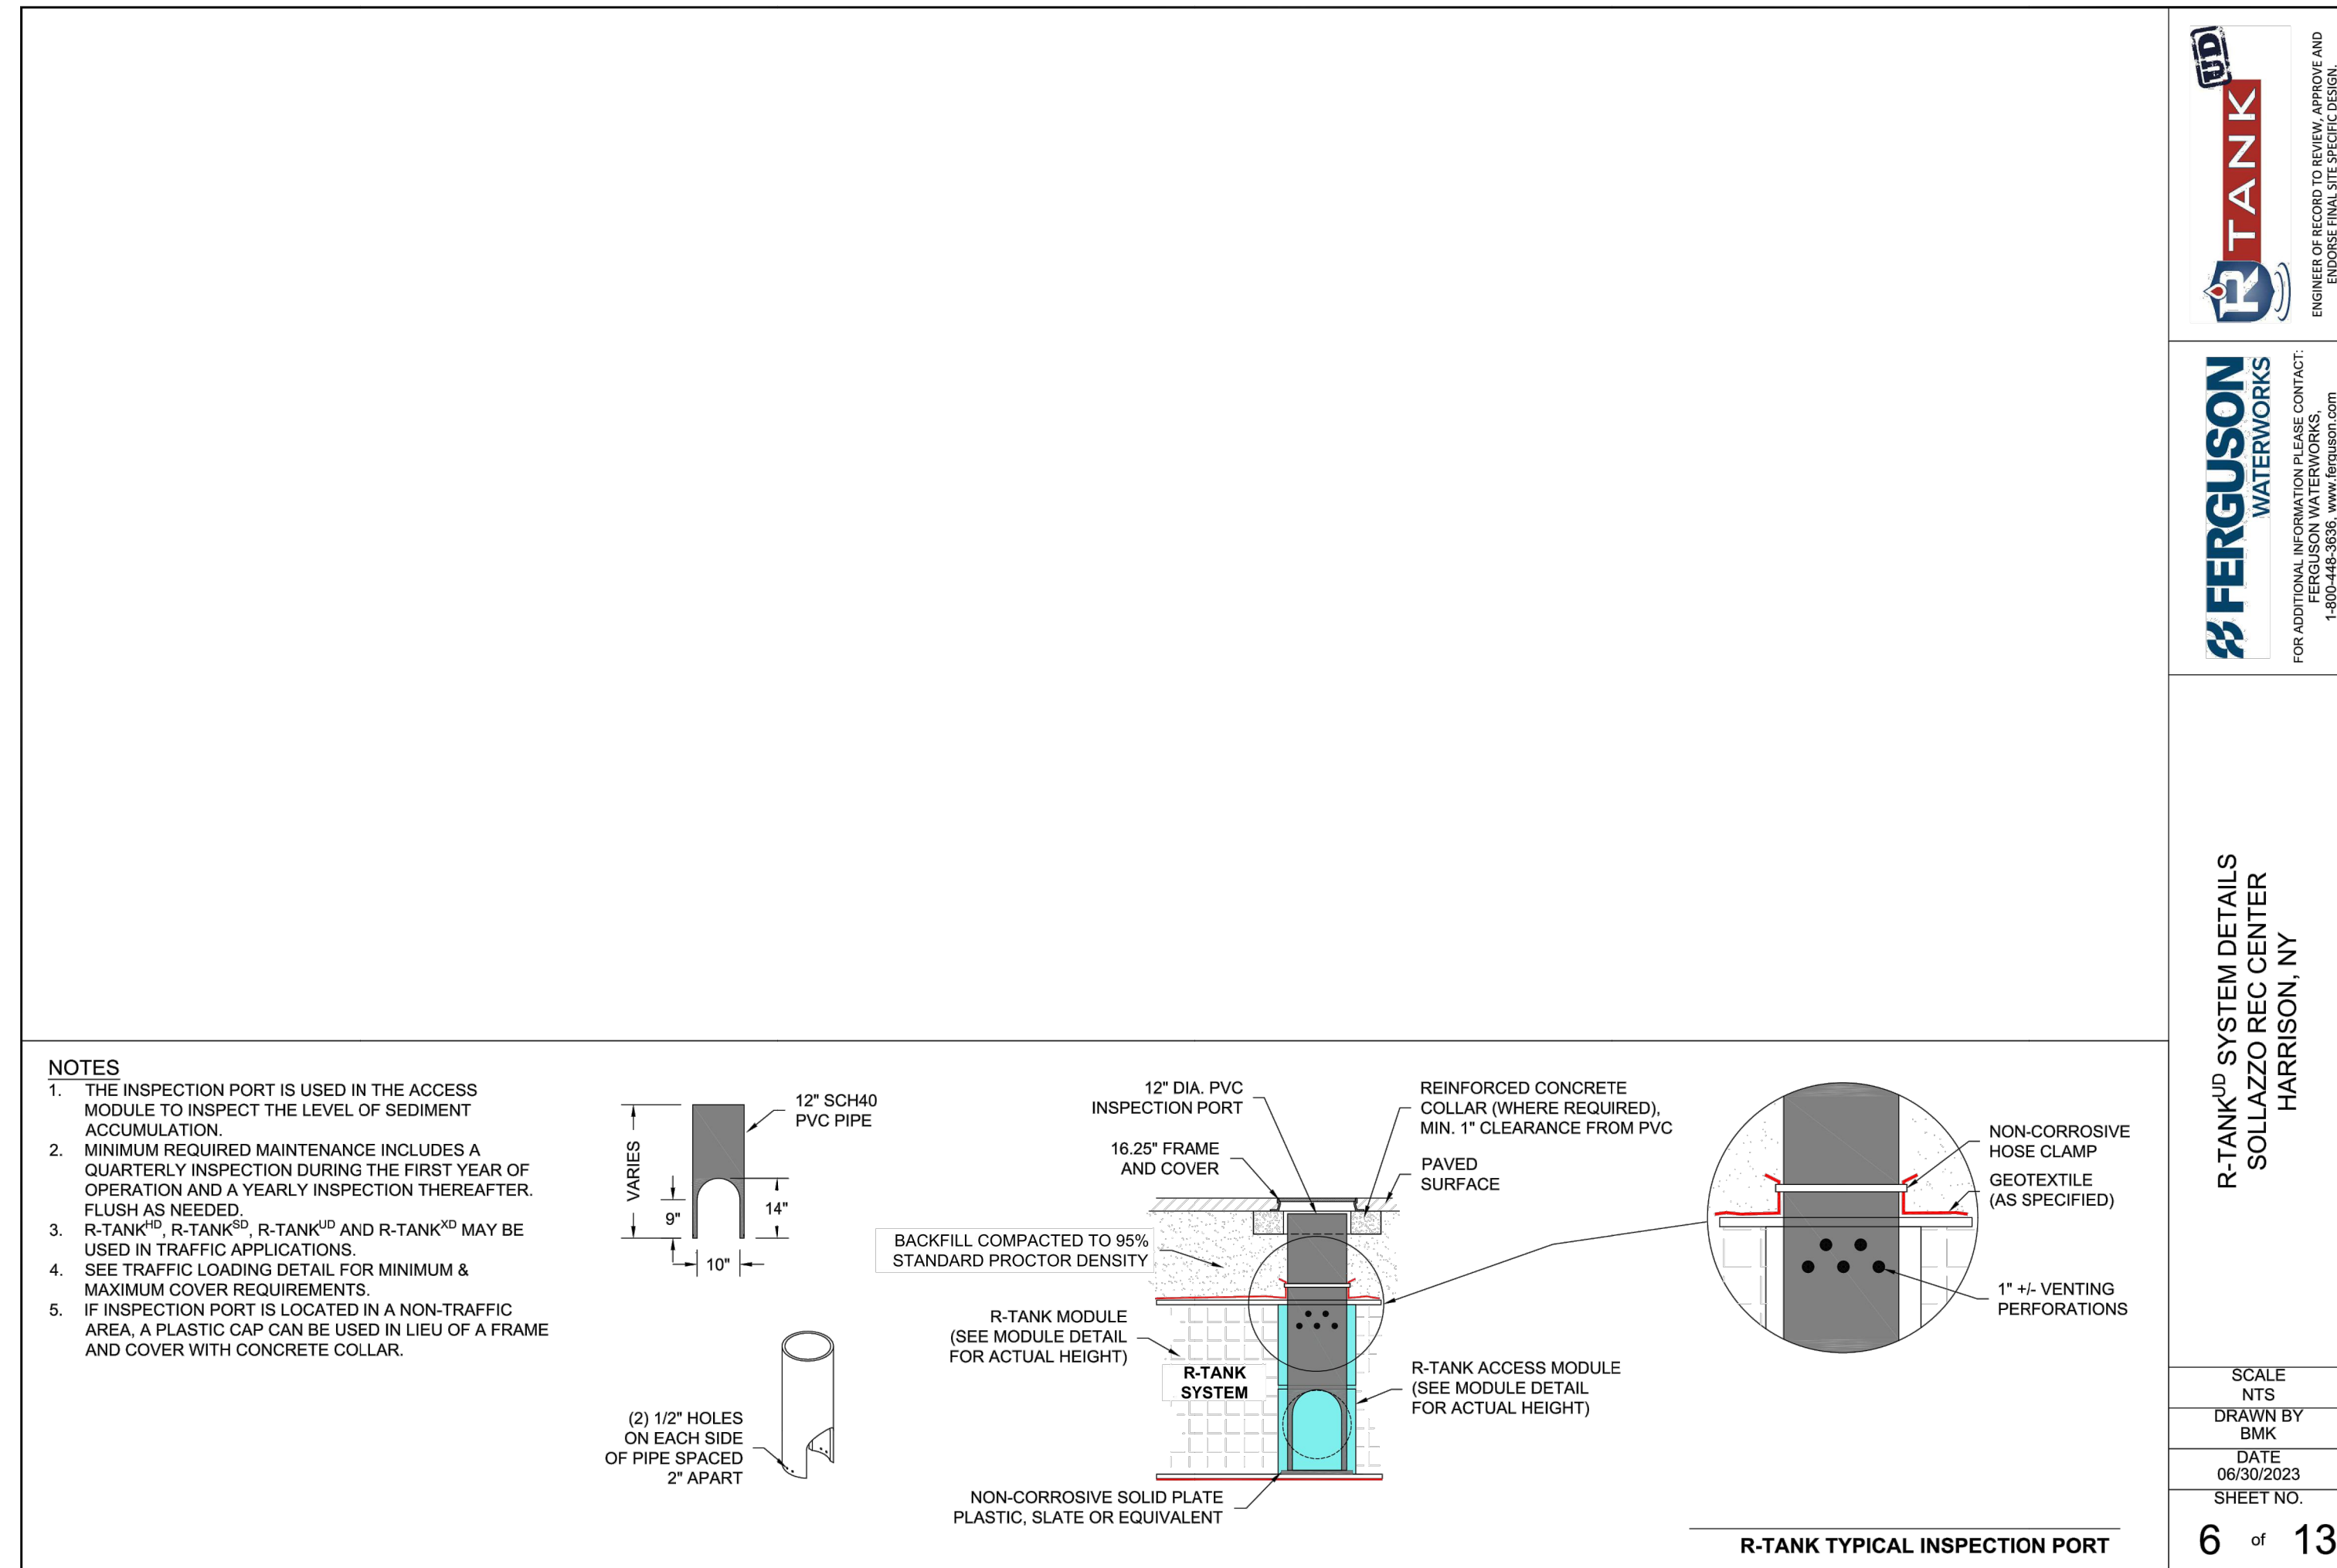 NOTES
1. THE INSPECTION PORT IS USED IN THE ACCESS
MODULE TO INSPECT THE LEVEL OF SEDIMENT
ACCUMULATION.
2. MINIMUM REQUIRED MAINTENANCE INCLUDES A
QUARTERLY INSPECTION DURING THE FIRST YEAR OF
OPERATION AND A YEARLY INSPECTION THEREAFTER.
FLUSH AS NEEDED.
3. R-TANKHD, R-TANKSD, R-TANKUD AND R-TANKXD MAY BE
USED IN TRAFFIC APPLICATIONS.
4. SEE TRAFFIC LOADING DETAIL FOR MINIMUM &
MAXIMUM COVER REQUIREMENTS.
5. IF INSPECTION PORT IS LOCATED IN A NON-TRAFFIC
AREA, A PLASTIC CAP CAN BE USED IN LIEU OF A FRAME
AND COVER WITH CONCRETE COLLAR.
12" SCH40
PVC PIPE
VARIES
9"
14"
10"
(2) 1/2" HOLES
ON EACH SIDE
OF PIPE SPACED
2" APART
12" DIA. PVC
INSPECTION PORT
16.25" FRAME
AND COVER
BACKFILL COMPACTED TO 95%
STANDARD PROCTOR DENSITY
R-TANK MODULE
(SEE MODULE DETAIL
FOR ACTUAL HEIGHT)
R-TANK
SYSTEM
NON-CORROSIVE SOLID PLATE
PLASTIC, SLATE OR EQUIVALENT
REINFORCED CONCRETE
COLLAR (WHERE REQUIRED),
MIN. 1" CLEARANCE FROM PVC
PAVED
SURFACE
R-TANK ACCESS MODULE
(SEE MODULE DETAIL
FOR ACTUAL HEIGHT)
NON-CORROSIVE
HOSE CLAMP
GEOTEXTILE
(AS SPECIFIED)
1" +/- VENTING
PERFORATIONS
R-TANK TYPICAL INSPECTION PORT
R TANK UD
ENGINEER OF RECORD TO REVIEW, APPROVE AND
ENDORSE FINAL SITE SPECIFIC DESIGN.
FERGUSON
WATERWORKS
FOR ADDITIONAL INFORMATION PLEASE CONTACT:
FERGUSON WATERWORKS,
1-800-448-3636, www.ferguson.com
R-TANKUD SYSTEM DETAILS
SOLLAZZO REC CENTER
HARRISON, NY
SCALE
NTS
DRAWN BY
BMK
DATE
06/30/2023
SHEET NO.
6 of 13